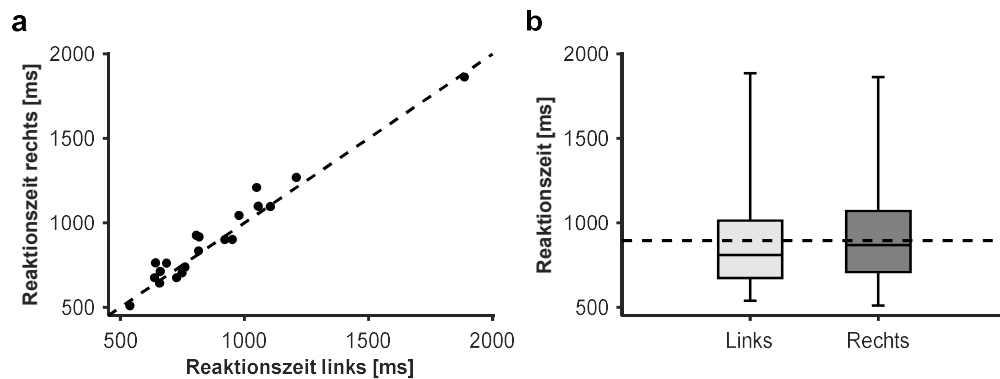 a
Reaktionszeit rechts [ms]
2000
1500
1000
500
500 1000 1500 2000
Reaktionszeit links [ms]
b
Reaktionszeit [ms]
2000
1500
1000
500
Links Rechts